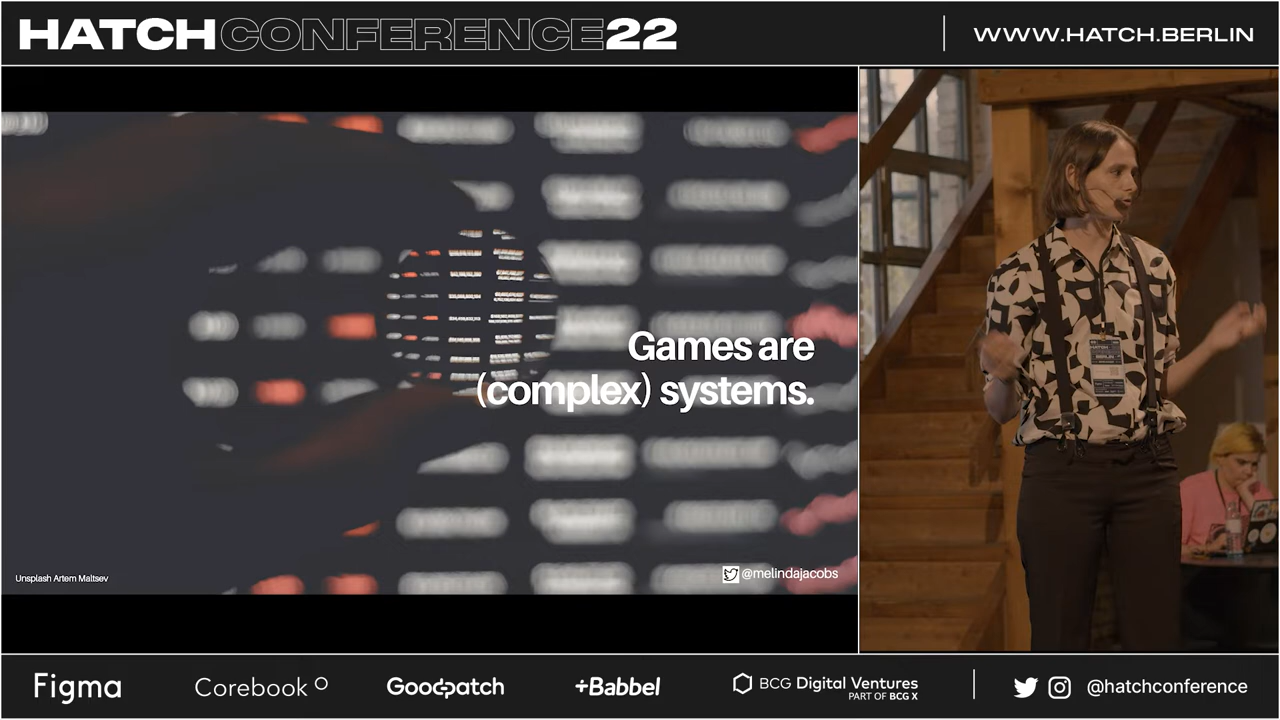 HATCHCONFERENCE22
WWW.HATCH.BERLIN
Games are
(complex) systems.
Unsplash Artem Maltsev
@melindajacobs
Figma
Corebook
Goodpatch
+Babbel
BCG Digital Ventures
PART OF BCG X
@hatchconference